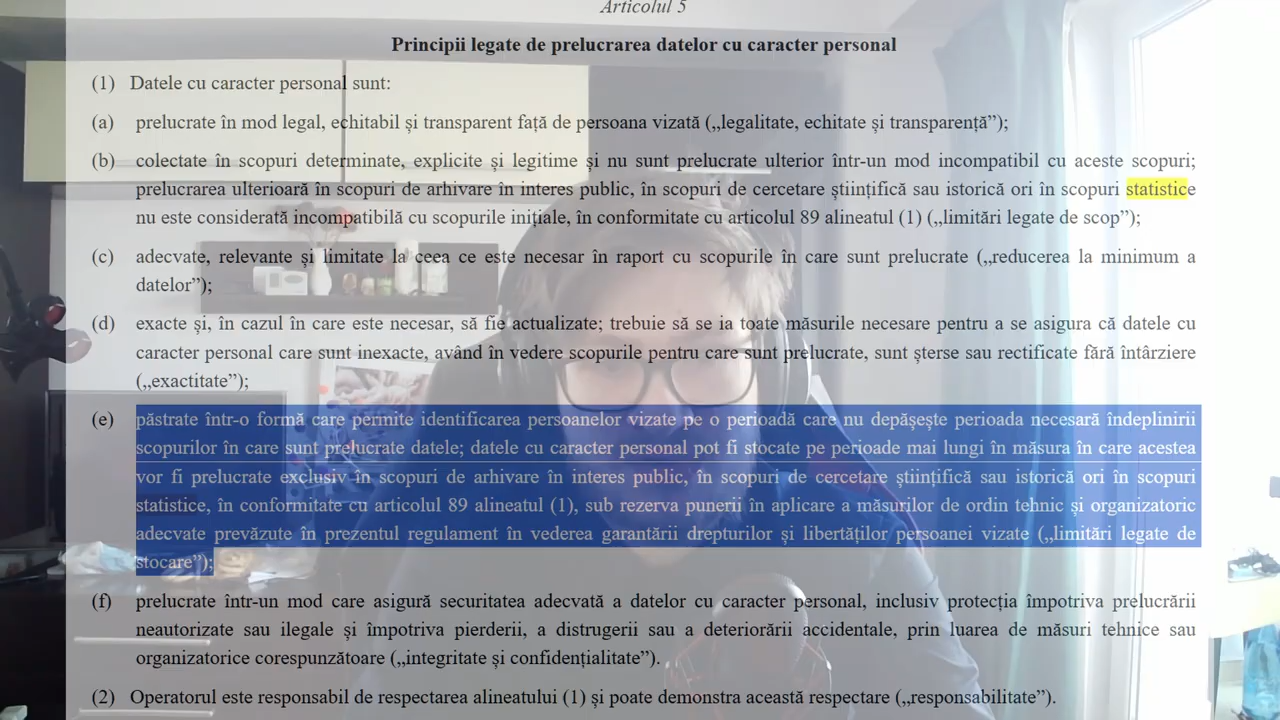 Articolul 5
Principii legate de prelucrarea datelor cu caracter personal
(1) Datele cu caracter personal sunt:
(a) prelucrate în mod legal, echitabil și transparent față de persoana vizată („legalitate, echitate și transparență”);
(b) colectate în scopuri determinate, explicite și legitime și nu sunt prelucrate ulterior într-un mod incompatibil cu aceste scopuri;
prelucrarea ulterioară în scopuri de arhivare în interes public, în scopuri de cercetare științifică sau istorică ori în scopuri statistice
nu este considerată incompatibilă cu scopurile inițiale, în conformitate cu articolul 89 alineatul (1) („limitări legate de scop”);
(c) adecvate, relevante și limitate la ceea ce este necesar în raport cu scopurile în care sunt prelucrate („reducerea la minimum a
datelor”);
(d) exacte și, în cazul în care este necesar, să fie actualizate; trebuie să se ia toate măsurile necesare pentru a se asigura că datele cu
caracter personal care sunt inexacte, având în vedere scopurile pentru care sunt prelucrate, sunt șterse sau rectificate fără întârziere
(„exactitate”);
(e) păstrate într-o formă care permite identificarea persoanelor vizate pe o perioadă care nu depășește perioada necesară îndeplinirii
scopurilor în care sunt prelucrate datele; datele cu caracter personal pot fi stocate pe perioade mai lungi în măsura în care acestea
vor fi prelucrate exclusiv în scopuri de arhivare în interes public, în scopuri de cercetare științifică sau istorică ori în scopuri
statistice, în conformitate cu articolul 89 alineatul (1), sub rezerva punerii în aplicare a măsurilor de ordin tehnic și organizatoric
adecvate prevăzute în prezentul regulament în vederea garantării drepturilor și libertăților persoanei vizate („limitări legate de
stocare”);
(f) prelucrate într-un mod care asigură securitatea adecvată a datelor cu caracter personal, inclusiv protecția împotriva prelucrării
neautorizate sau ilegale și împotriva pierderii, a distrugerii sau a deteriorării accidentale, prin luarea de măsuri tehnice sau
organizatorice corespunzătoare („integritate și confidențialitate”).
(2) Operatorul este responsabil de respectarea alineatului (1) și poate demonstra această respectare („responsabilitate”).